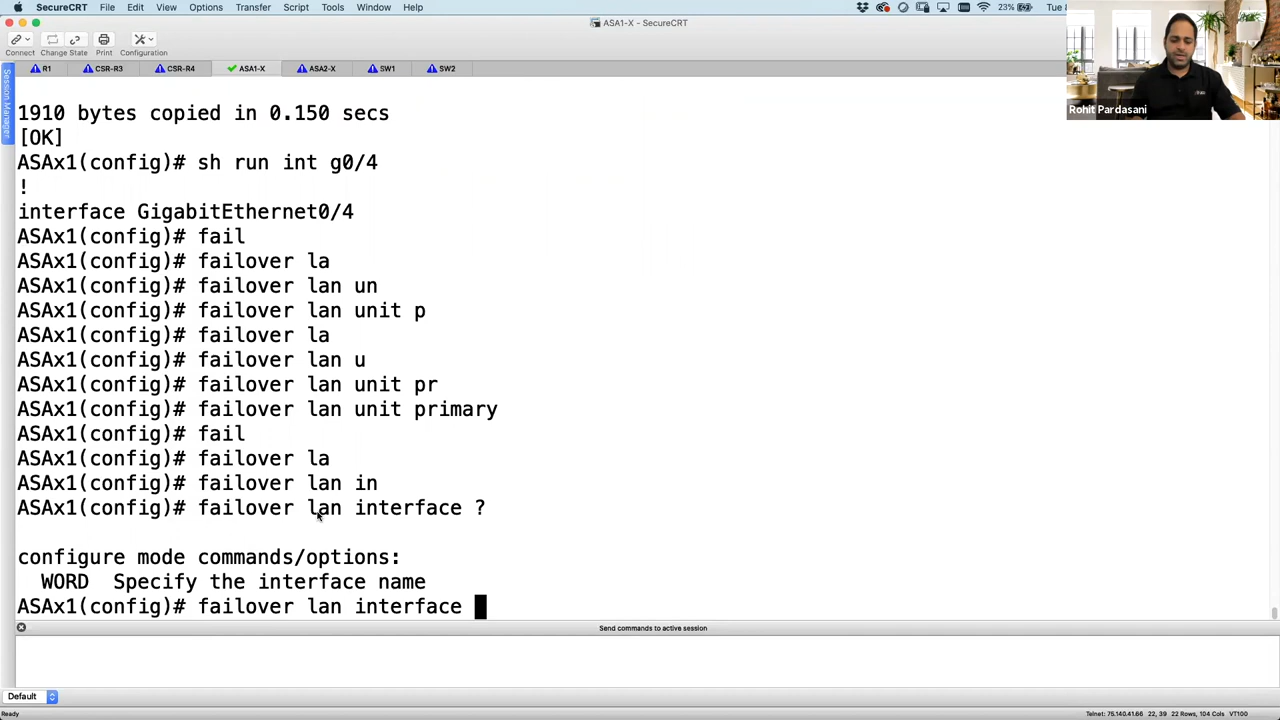 SecureCRT File Edit View Options Transfer Script Tools Window Help 23% Tue
ASA1-X - SecureCRT
Connect Change State Print Configuration
R1 CSR-R3 CSR-R4 ASA1-X ASA2-X SW1 SW2
Session Manager
Rohit Pardasani
1910 bytes copied in 0.150 secs
[OK]
ASAx1(config)# sh run int g0/4
!
interface GigabitEthernet0/4
ASAx1(config)# fail
ASAx1(config)# failover la
ASAx1(config)# failover lan un
ASAx1(config)# failover lan unit p
ASAx1(config)# failover la
ASAx1(config)# failover lan u
ASAx1(config)# failover lan unit pr
ASAx1(config)# failover lan unit primary
ASAx1(config)# fail
ASAx1(config)# failover la
ASAx1(config)# failover lan in
ASAx1(config)# failover lan interface ?
configure mode commands/options:
WORD Specify the interface name
ASAx1(config)# failover lan interface
Send commands to active session
Default
Ready Telnet: 75.140.41.66 22, 39 22 Rows, 104 Cols VT100